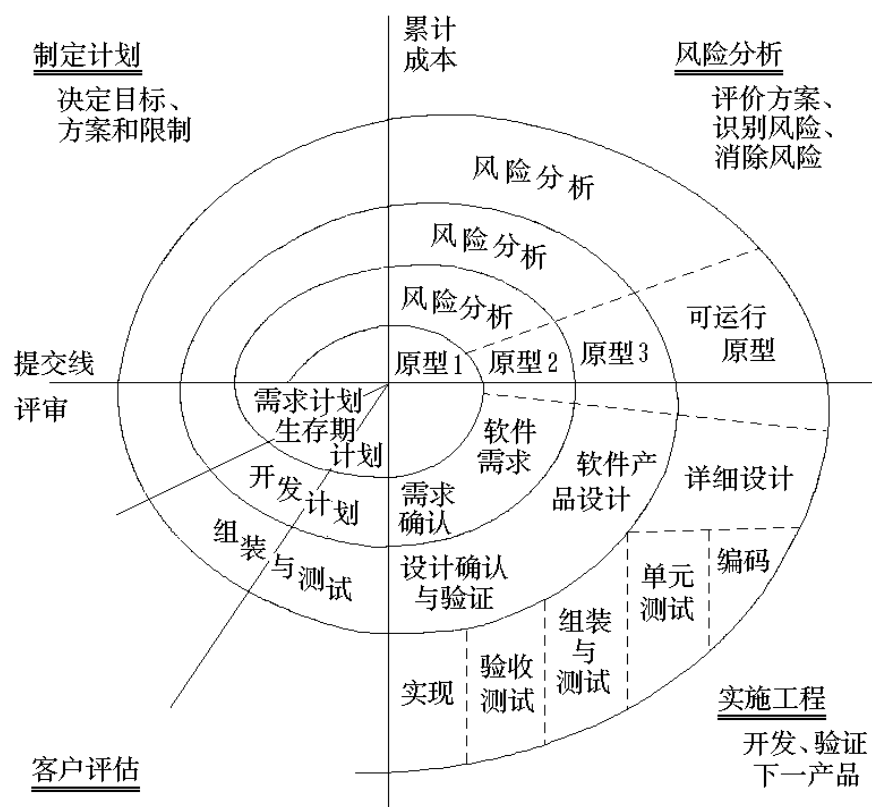 累计
成本
制定计划
决定目标、
方案和限制
风险分析
评价方案、
识别风险、
消除风险
风险分析
风险分析
风险分析
可运行
原型
原型1
原型2
原型3
提交线
评审
需求计划
生存期
计划
软件
需求
软件产
品设计
详细设计
开发计划
需求
确认
组装与测试
设计确认
与验证
单元
测试
编码
组装
与
测试
实现
验收
测试
实施工程
开发、验证
下一产品
客户评估